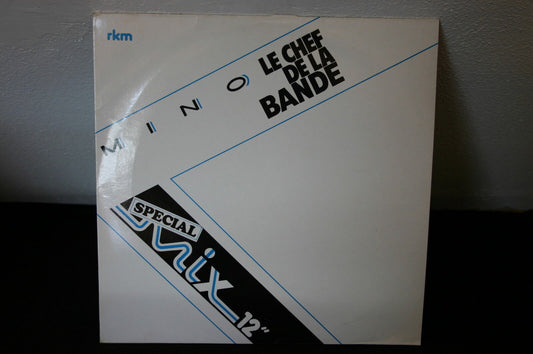 rkm
MINO
LE CHEF
DE LA
BANDE
SPECIAL
mix
12"